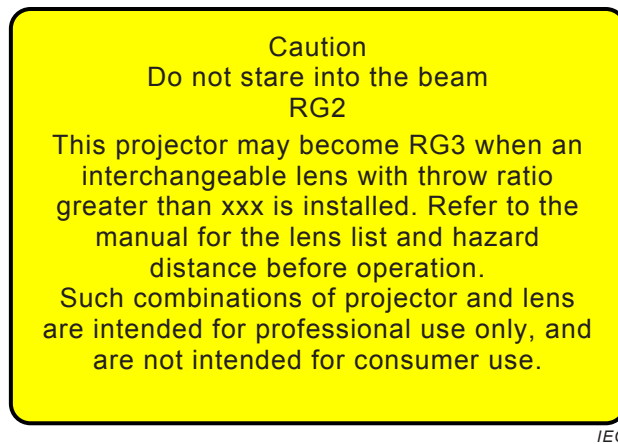 Caution
Do not stare into the beam
RG2
This projector may become RG3 when an
interchangeable lens with throw ratio
greater than xxx is installed. Refer to the
manual for the lens list and hazard
distance before operation.
Such combinations of projector and lens
are intended for professional use only, and
are not intended for consumer use.